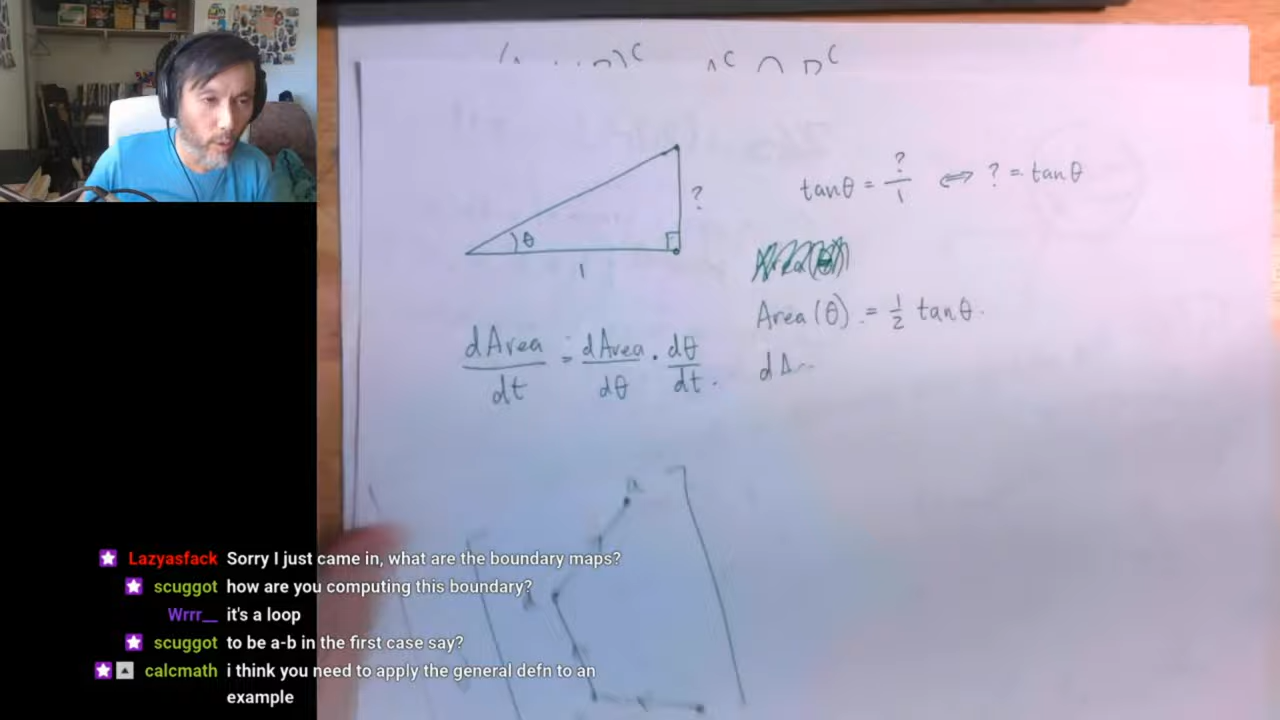 ?
θ
1
tanθ = ?/1 ⇔ ? = tanθ
Area(θ) = 1/2 tanθ.
dArea/dt = dArea/dθ · dθ/dt.
dA
Lazyasfack Sorry I just came in, what are the boundary maps?
scuggot how are you computing this boundary?
Wrrr__ it's a loop
scuggot to be a-b in the first case say?
calcmath i think you need to apply the general defn to an
example